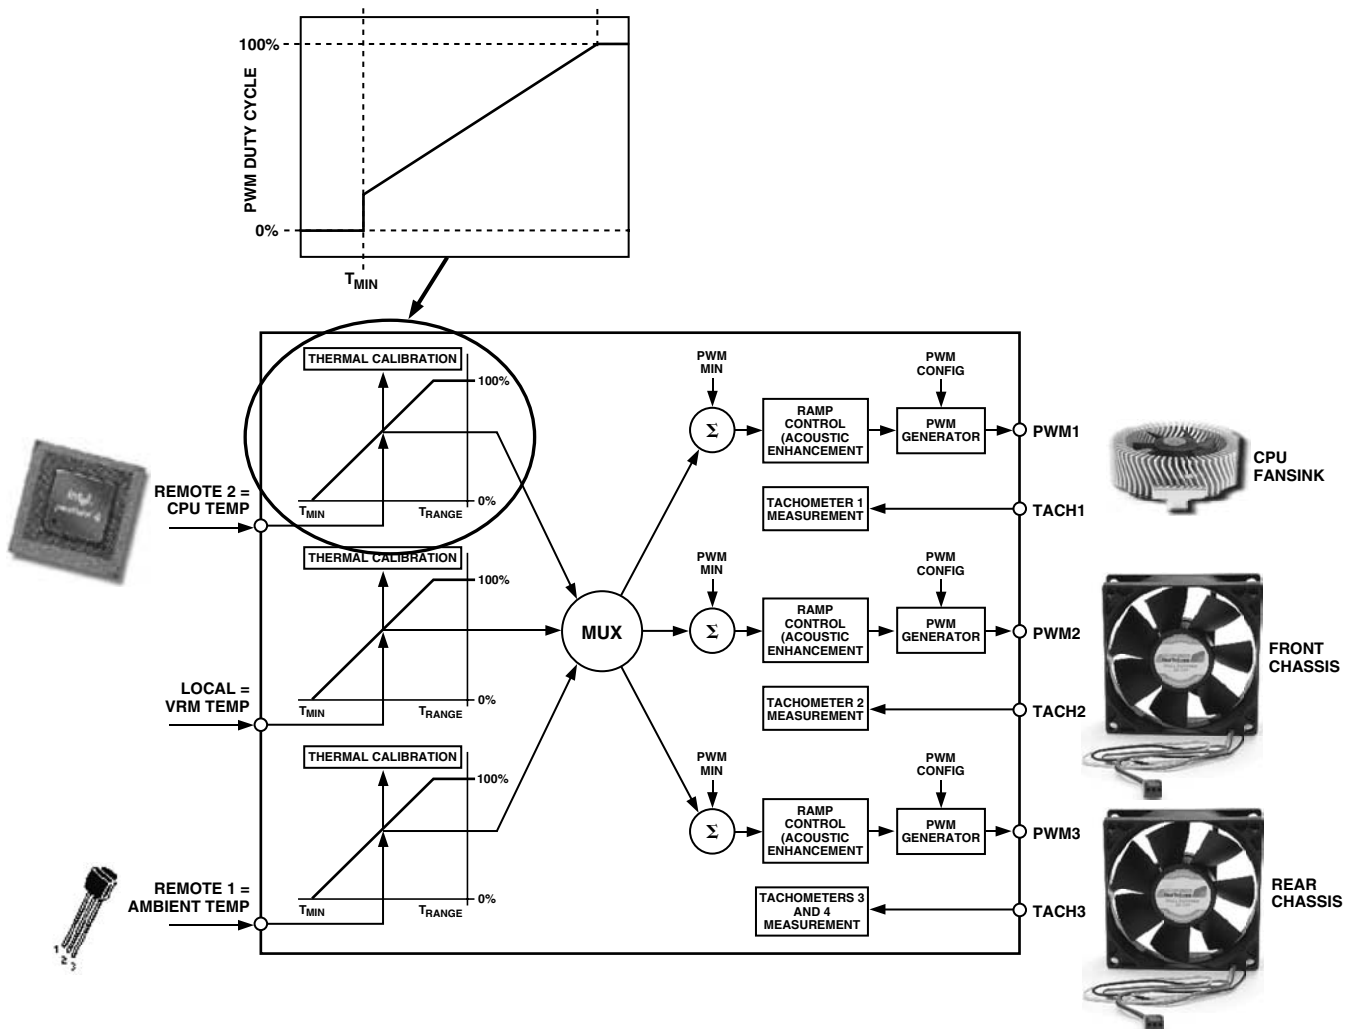 100%
PWM DUTY CYCLE
0%
TMIN
THERMAL CALIBRATION
100%
0%
TMIN
TRANGE
REMOTE 2 =
CPU TEMP
THERMAL CALIBRATION
100%
0%
TMIN
TRANGE
LOCAL =
VRM TEMP
THERMAL CALIBRATION
100%
0%
TMIN
TRANGE
REMOTE 1 =
AMBIENT TEMP
1
2
3
MUX
PWM
MIN
Σ
RAMP
CONTROL
(ACOUSTIC
ENHANCEMENT
PWM
CONFIG
PWM
GENERATOR
PWM1
TACHOMETER 1
MEASUREMENT
TACH1
CPU
FANSINK
PWM
MIN
Σ
RAMP
CONTROL
(ACOUSTIC
ENHANCEMENT
PWM
CONFIG
PWM
GENERATOR
PWM2
TACHOMETER 2
MEASUREMENT
TACH2
FRONT
CHASSIS
PWM
MIN
Σ
RAMP
CONTROL
(ACOUSTIC
ENHANCEMENT
PWM
CONFIG
PWM
GENERATOR
PWM3
TACHOMETERS 3
AND 4
MEASUREMENT
TACH3
REAR
CHASSIS
intel
pentium 4